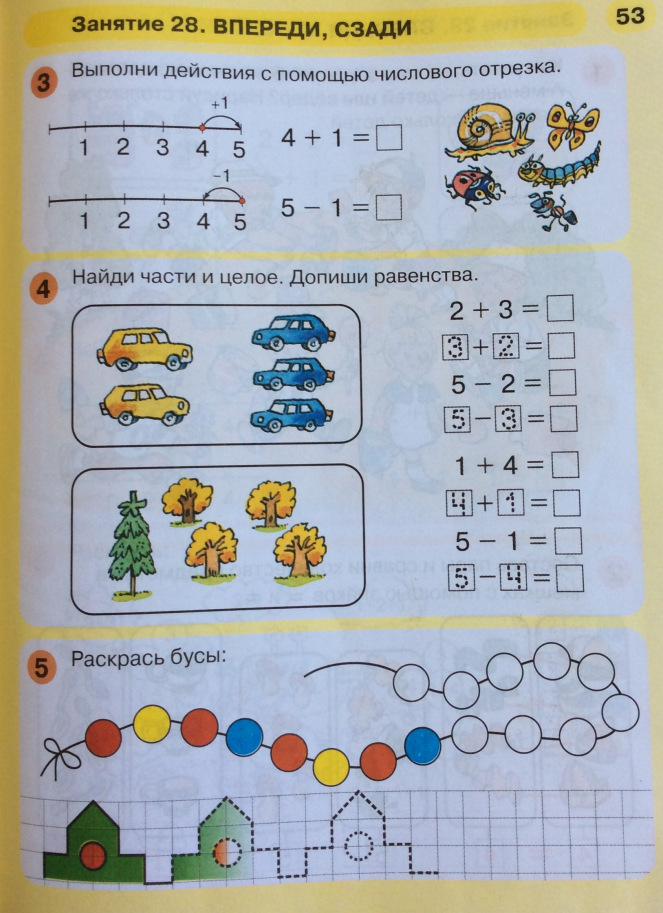 Занятие 28. ВПЕРЕДИ, СЗАДИ
53
3 Выполни действия с помощью числового отрезка.
+1
1 2 3 4 5
4 + 1 =
−1
1 2 3 4 5
5 − 1 =
4 Найди части и целое. Допиши равенства.
2 + 3 =
3 + 2 =
5 − 2 =
5 − 3 =
1 + 4 =
4 + 1 =
5 − 1 =
5 − 4 =
5 Раскрась бусы: